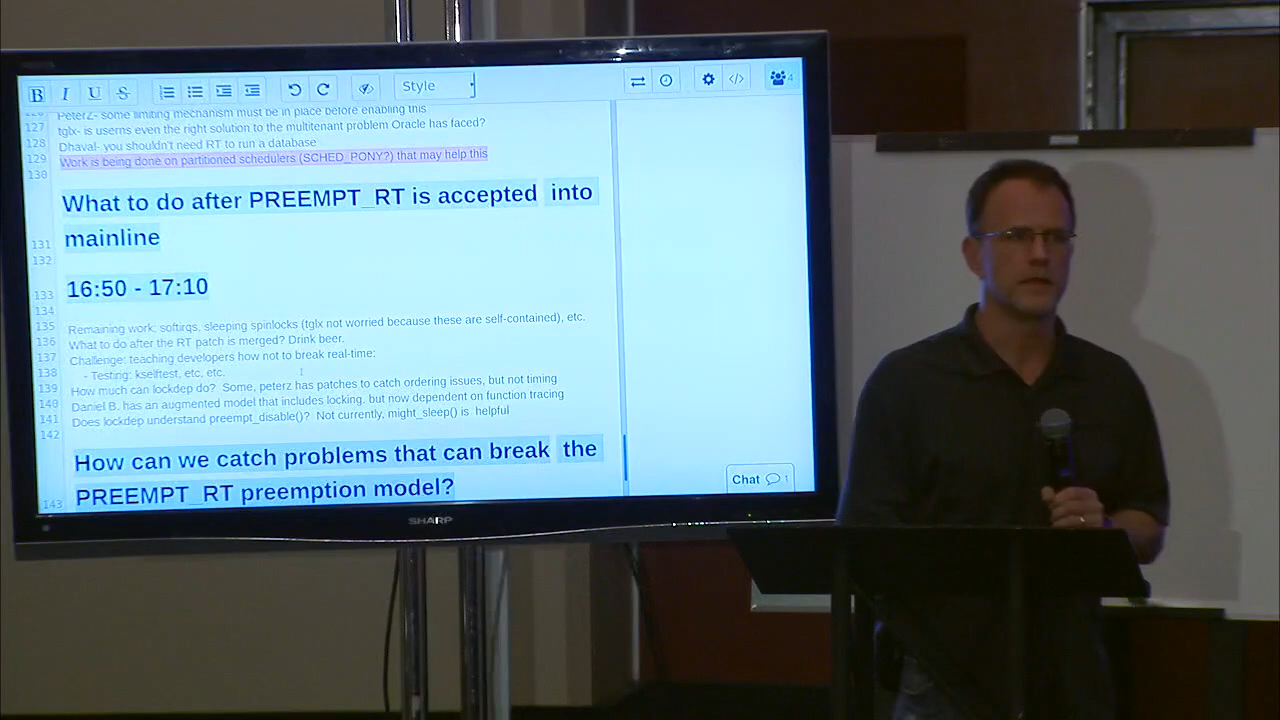 B I U S Style </> 4
PeterZ- some limiting mechanism must be in place before enabling this
127 tglx- is userns even the right solution to the multitenant problem Oracle has faced?
128 Dhaval- you shouldn't need RT to run a database
129 Work is being done on partitioned schedulers (SCHED_PONY?) that may help this
130
What to do after PREEMPT_RT is accepted into
131 mainline
132
133 16:50 - 17:10
134
135 Remaining work: softirqs, sleeping spinlocks (tglx not worried because these are self-contained), etc.
136 What to do after the RT patch is merged? Drink beer.
137 Challenge: teaching developers how not to break real-time:
138 - Testing: kselftest, etc, etc.
139 How much can lockdep do? Some, peterz has patches to catch ordering issues, but not timing
140 Daniel B. has an augmented model that includes locking, but now dependent on function tracing
141 Does lockdep understand preempt_disable()? Not currently, might_sleep() is helpful
142
How can we catch problems that can break the
143 PREEMPT_RT preemption model?
Chat 1
SHARP